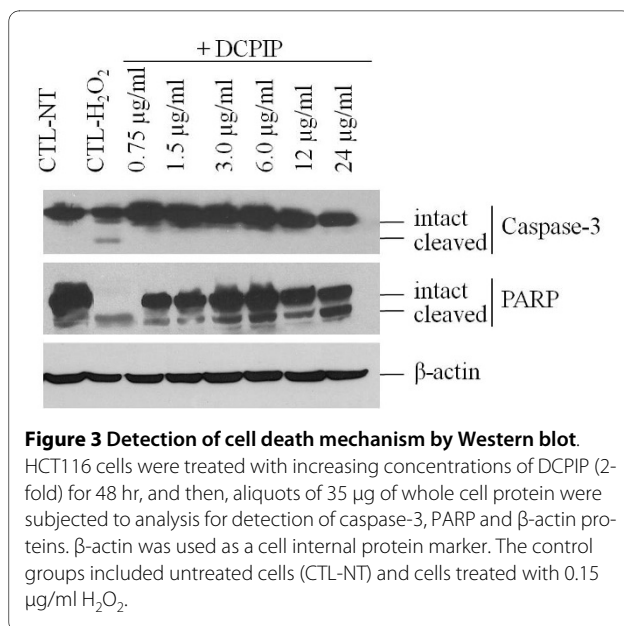 + DCPIP
CTL-NT
CTL-H₂O₂
0.75 µg/ml
1.5 µg/ml
3.0 µg/ml
6.0 µg/ml
12 µg/ml
24 µg/ml
intact
cleaved
Caspase-3
intact
cleaved
PARP
β-actin
Figure 3 Detection of cell death mechanism by Western blot.
HCT116 cells were treated with increasing concentrations of DCPIP (2-
fold) for 48 hr, and then, aliquots of 35 µg of whole cell protein were
subjected to analysis for detection of caspase-3, PARP and β-actin pro-
teins. β-actin was used as a cell internal protein marker. The control
groups included untreated cells (CTL-NT) and cells treated with 0.15
µg/ml H₂O₂.